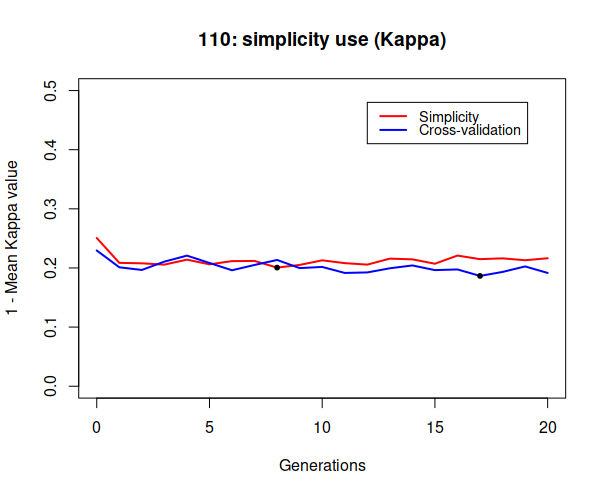 110: simplicity use (Kappa)
0.5
0.4
0.3
0.2
0.1
0.0
1 - Mean Kappa value
Simplicity
Cross-validation
0 5 10 15 20
Generations